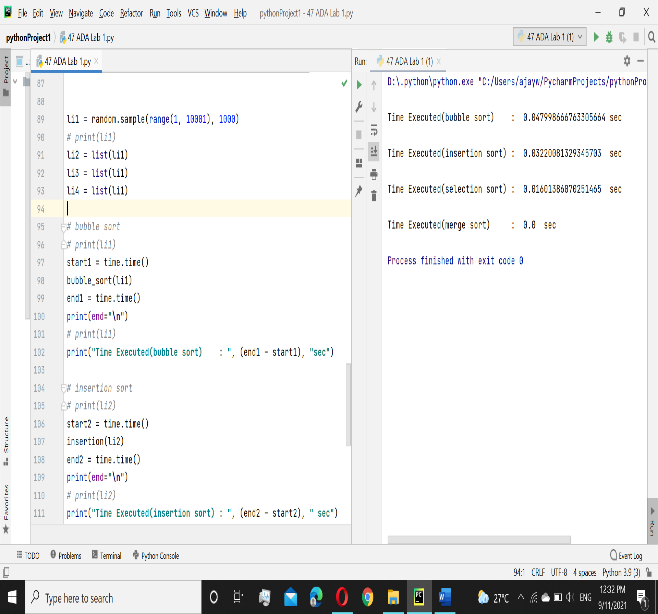 File Edit View Navigate Code Refactor Run Tools VCS Window Help pythonProject1 - 47 ADA Lab 1.py
pythonProject1 47 ADA Lab 1.py
47 ADA Lab 1 (1)
Project
47 ADA Lab 1.py
87
88
89 li1 = random.sample(range(1, 10001), 1000)
90 # print(li1)
91 li2 = list(li1)
92 li3 = list(li1)
93 li4 = list(li1)
94
95 # bubble sort
96 # print(li1)
97 start1 = time.time()
98 bubble_sort(li1)
99 end1 = time.time()
100 print(end="\n")
101 # print(li1)
102 print("Time Executed(bubble sort)    : ", (end1 - start1), "sec")
103
104 # insertion sort
105 # print(li2)
106 start2 = time.time()
107 insertion(li2)
108 end2 = time.time()
109 print(end="\n")
110 # print(li2)
111 print("Time Executed(insertion sort) : ", (end2 - start2), " sec")
Run 47 ADA Lab 1 (1)
D:\.python\python.exe "C:/Users/ajayw/PycharmProjects/pythonPro
Time Executed(bubble sort)    :  0.047998666763305664 sec
Time Executed(insertion sort) :  0.03220081329345703  sec
Time Executed(selection sort) :  0.01601386070251465  sec
Time Executed(merge sort)     :  0.0  sec
Process finished with exit code 0
Structure
Favorites
Run
TODO Problems Terminal Python Console Event Log
94:1 CRLF UTF-8 4 spaces Python 3.9 (3)
Type here to search
27°C ENG
12:32 PM
9/11/2021